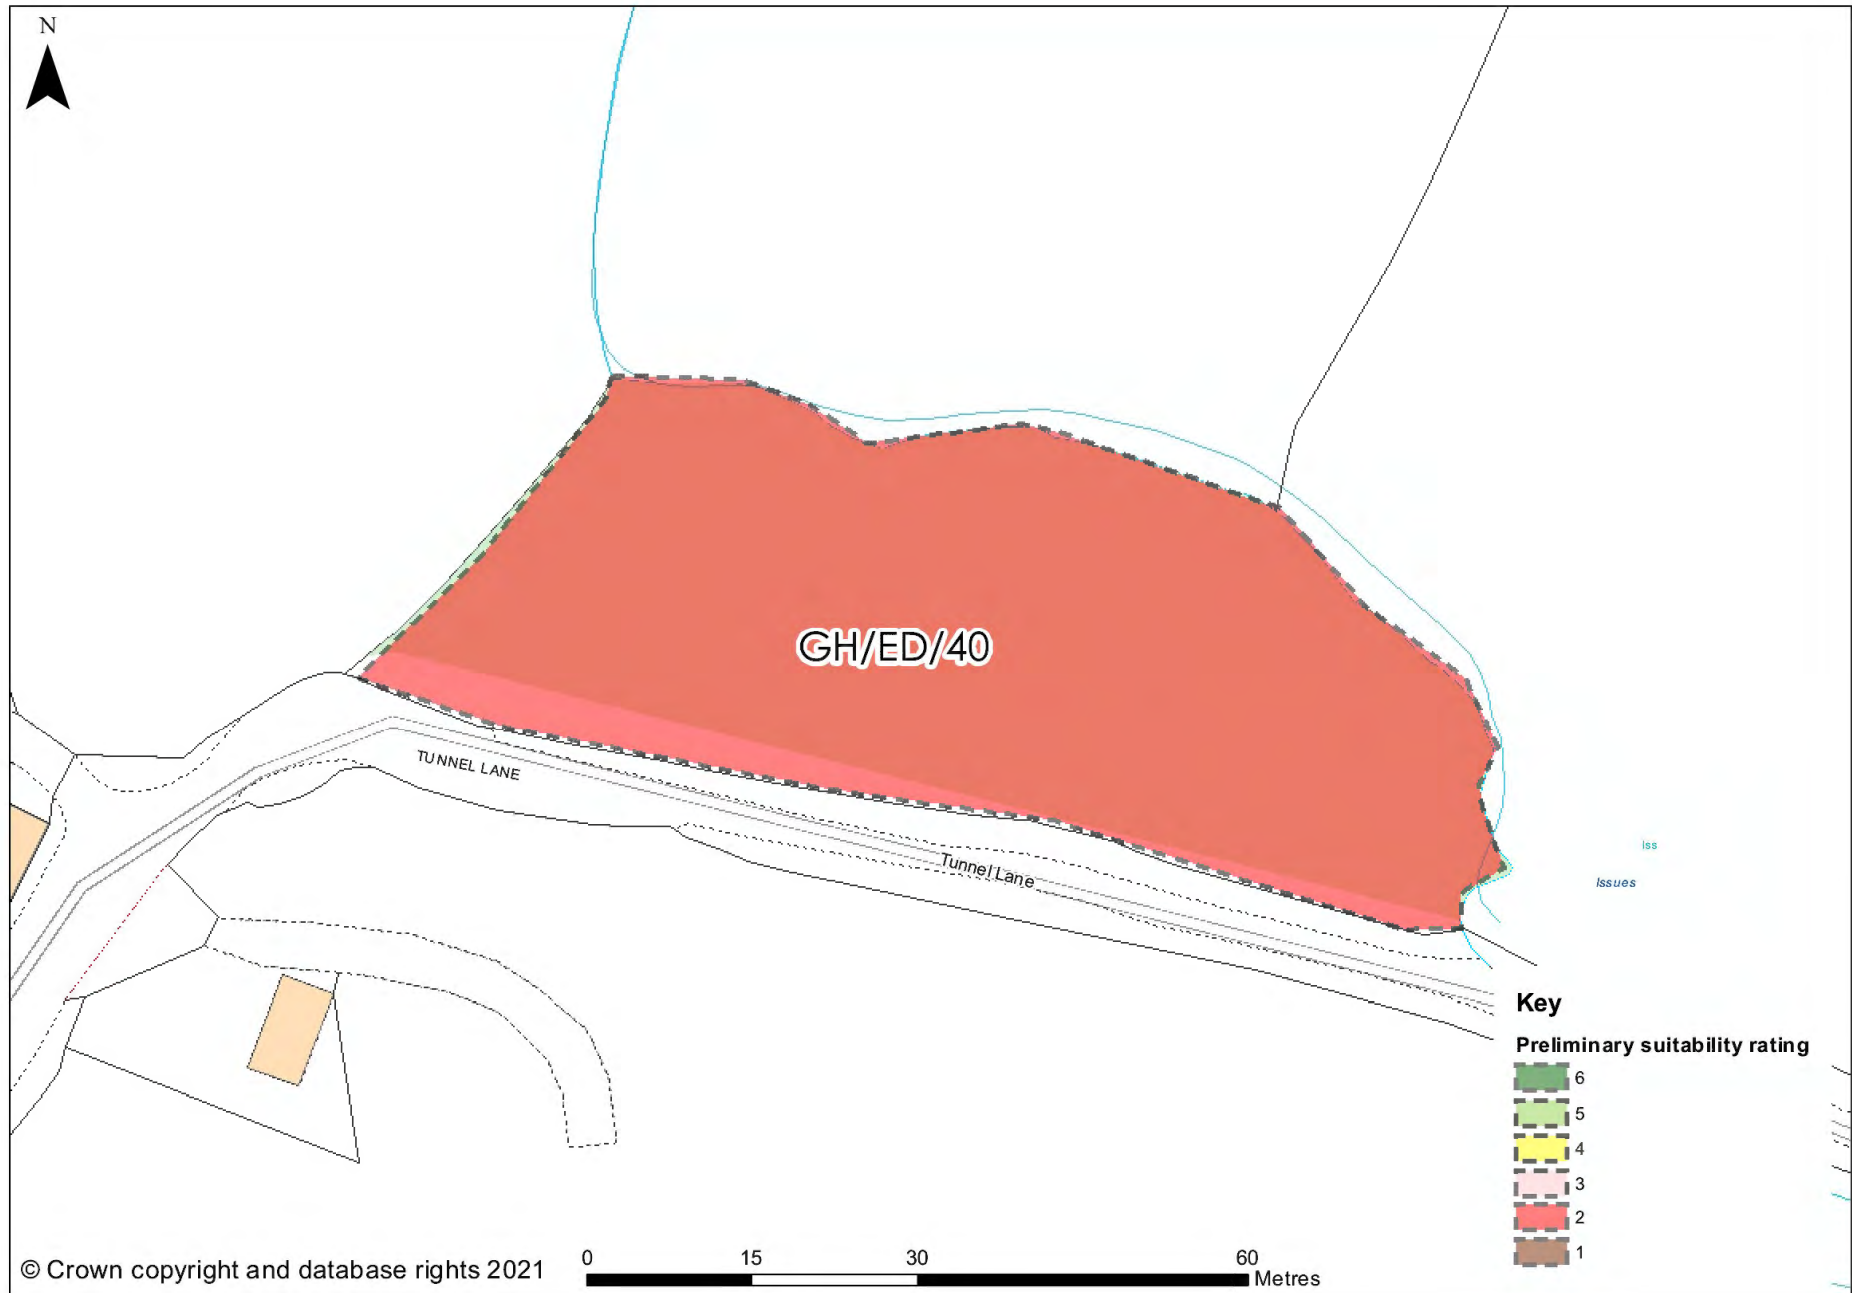 N
GH/ED/40
TUNNEL LANE
Tunnel Lane
Iss
Issues
Key
Preliminary suitability rating
6
5
4
3
2
1
0 15 30 60
Metres
© Crown copyright and database rights 2021